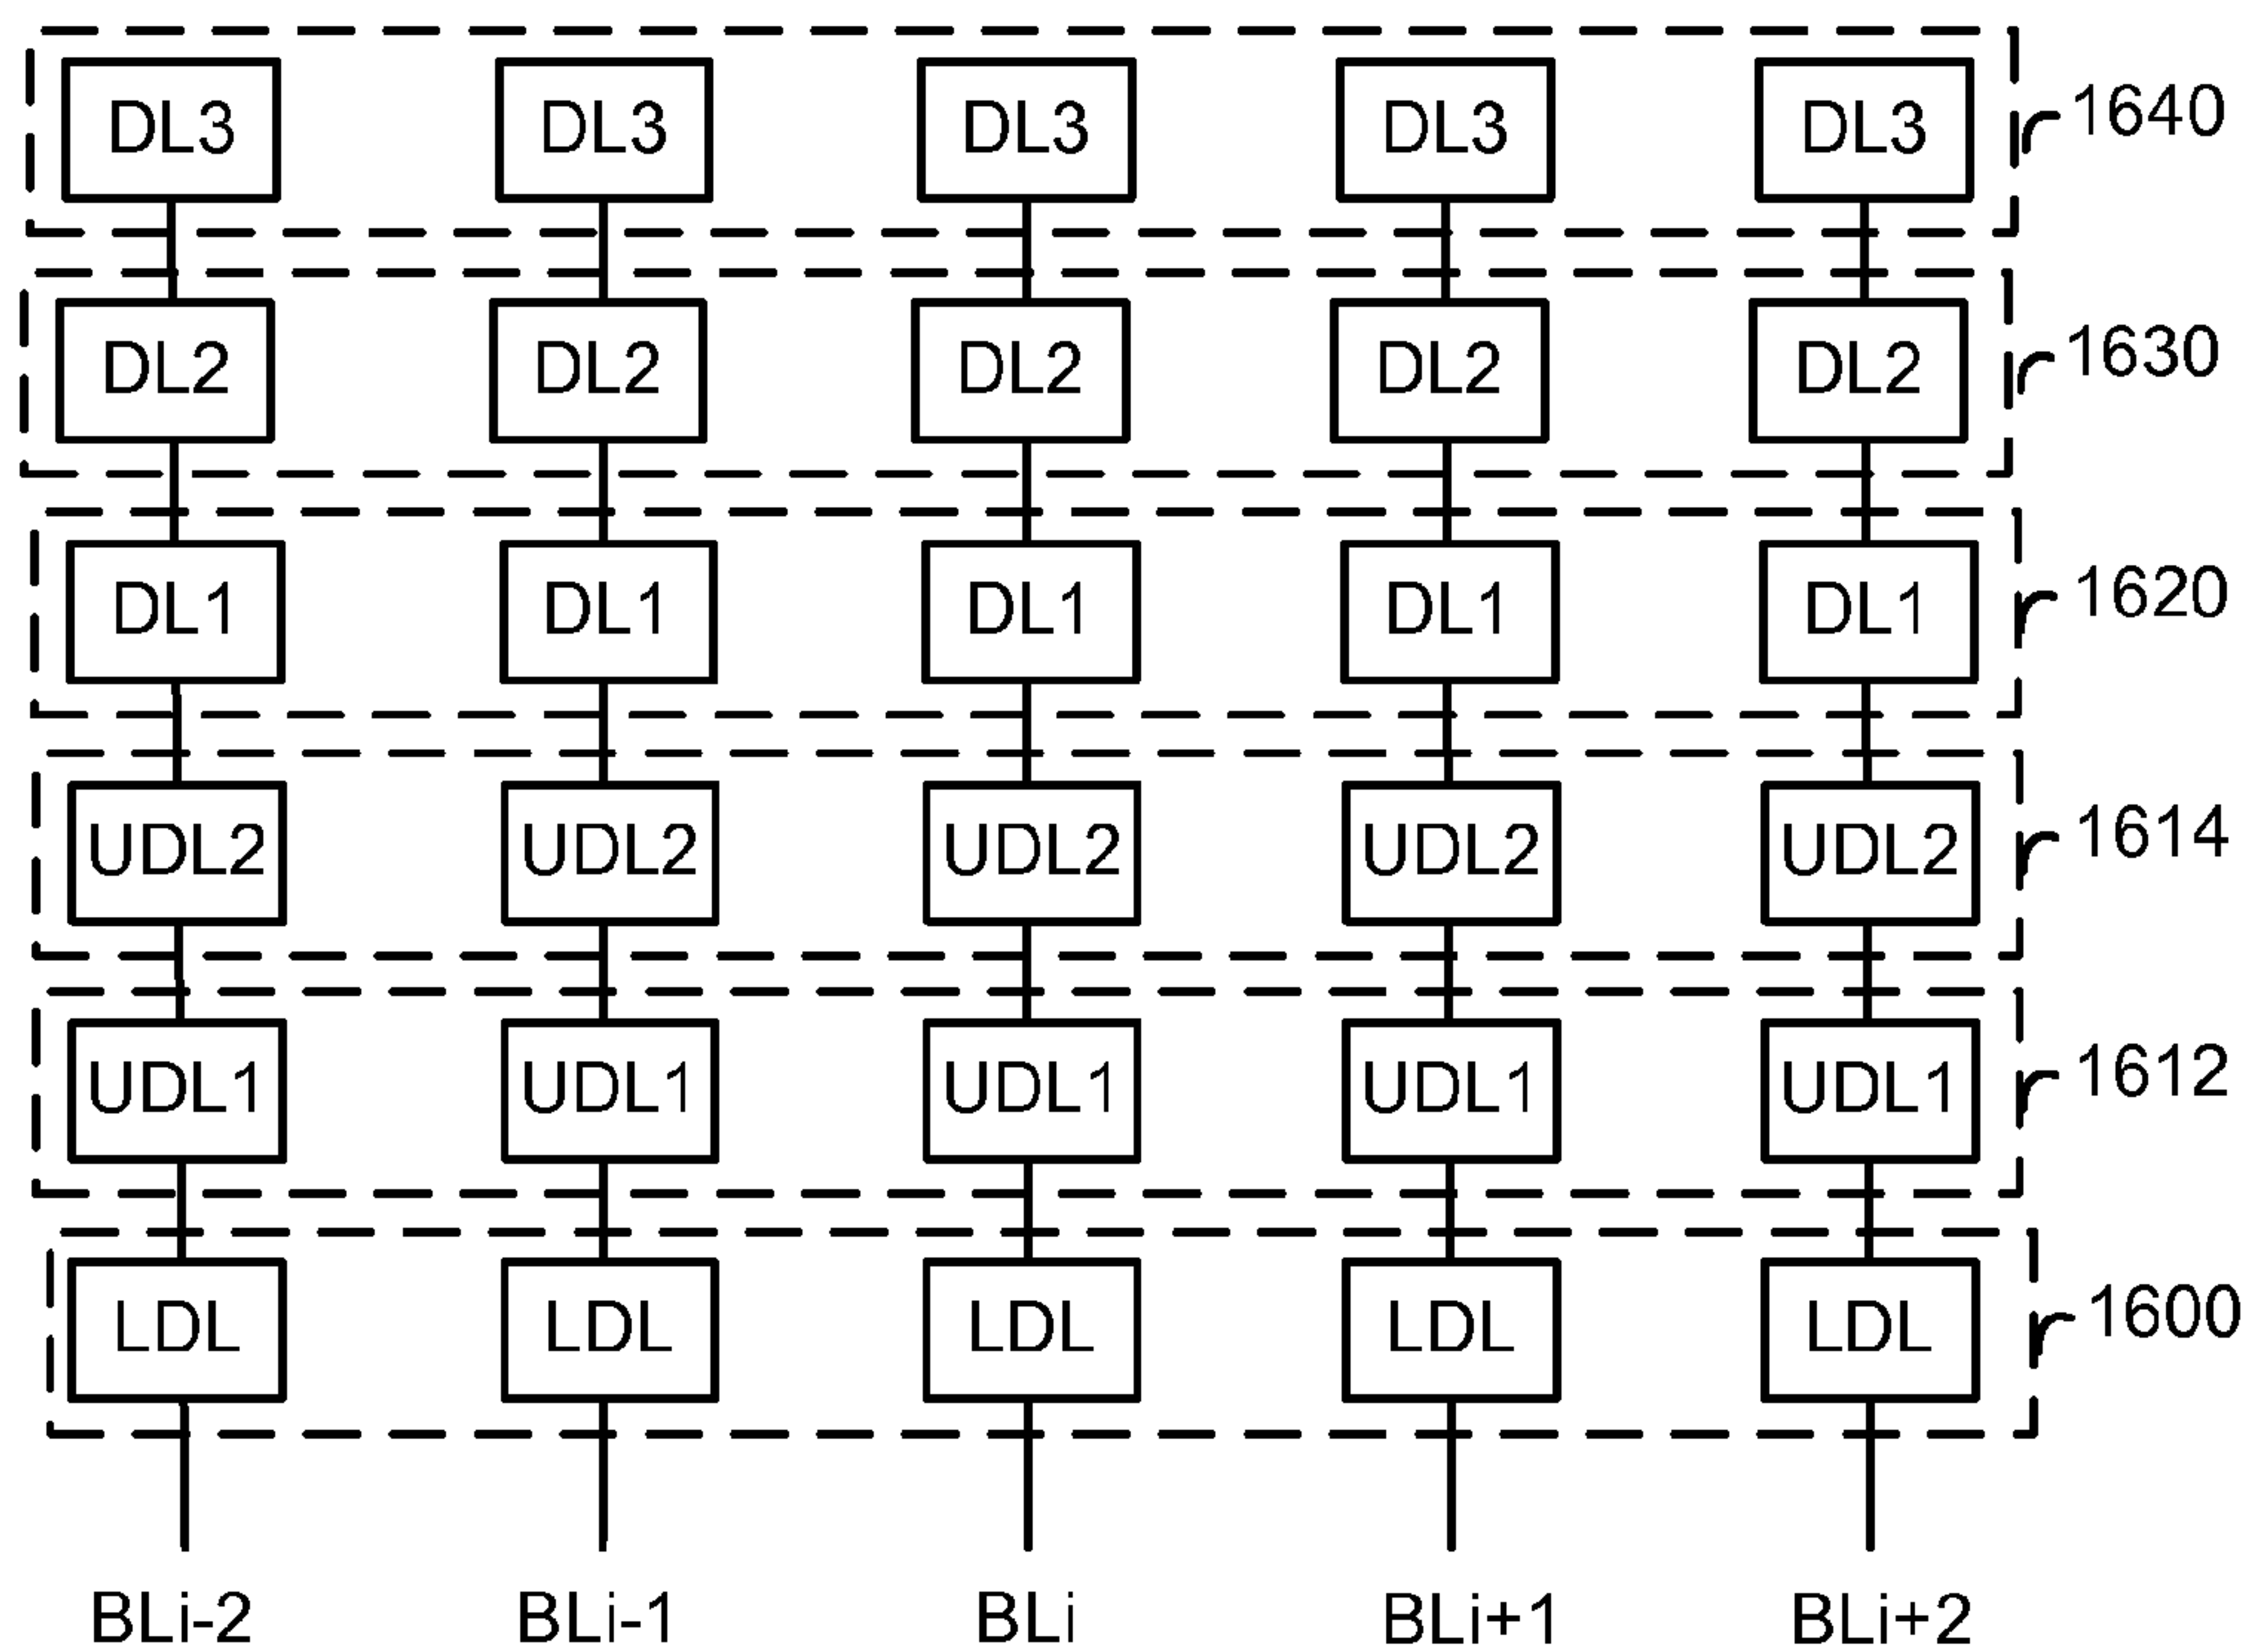 DL3 DL3 DL3 DL3 DL3 1640
DL2 DL2 DL2 DL2 DL2 1630
DL1 DL1 DL1 DL1 DL1 1620
UDL2 UDL2 UDL2 UDL2 UDL2 1614
UDL1 UDL1 UDL1 UDL1 UDL1 1612
LDL LDL LDL LDL LDL 1600
BLi-2 BLi-1 BLi BLi+1 BLi+2